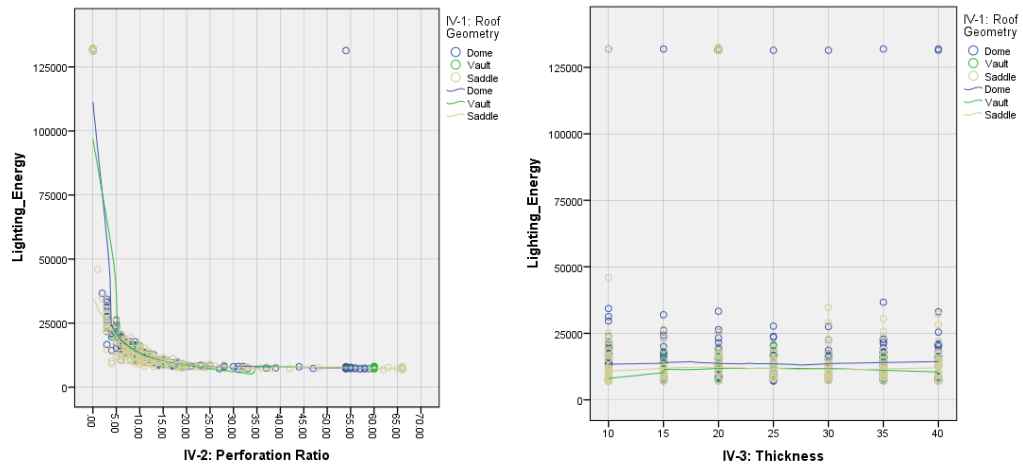 125000
100000
75000
50000
25000
0
Lighting_Energy
.00
5.00
10.00
15.00
20.00
25.00
30.00
35.00
40.00
45.00
50.00
55.00
60.00
65.00
70.00
IV-2: Perforation Ratio
IV-1: Roof
Geometry
Dome
Vault
Saddle
Dome
Vault
Saddle
125000
100000
75000
50000
25000
0
Lighting_Energy
10
15
20
25
30
35
40
IV-3: Thickness
IV-1: Roof
Geometry
Dome
Vault
Saddle
Dome
Vault
Saddle